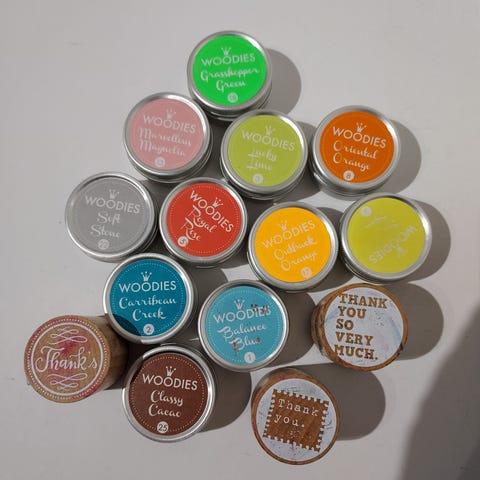 WOODIES
Grasshopper
Green
WOODIES
Marvellous
Magnolia
WOODIES
Lucky
Lime
3
WOODIES
Oriental
Orange
WOODIES
Soft
Stone
WOODIES
Royal
Rose
WOODIES
Outback
Orange
17
WOODIES
WOODIES
Carribean
Creek
2
WOODIES
Balance
Blue
1
THANK
YOU
SO
VERY
MUCH.
Thank's
WOODIES
Classy
Cacao
25
Thank
you.